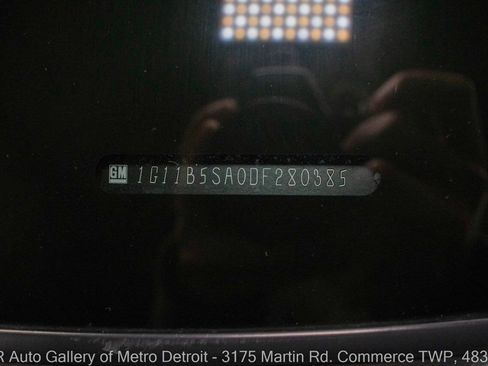 GM 1G11B5SA0DF280385
R Auto Gallery of Metro Detroit - 3175 Martin Rd. Commerce TWP, 483